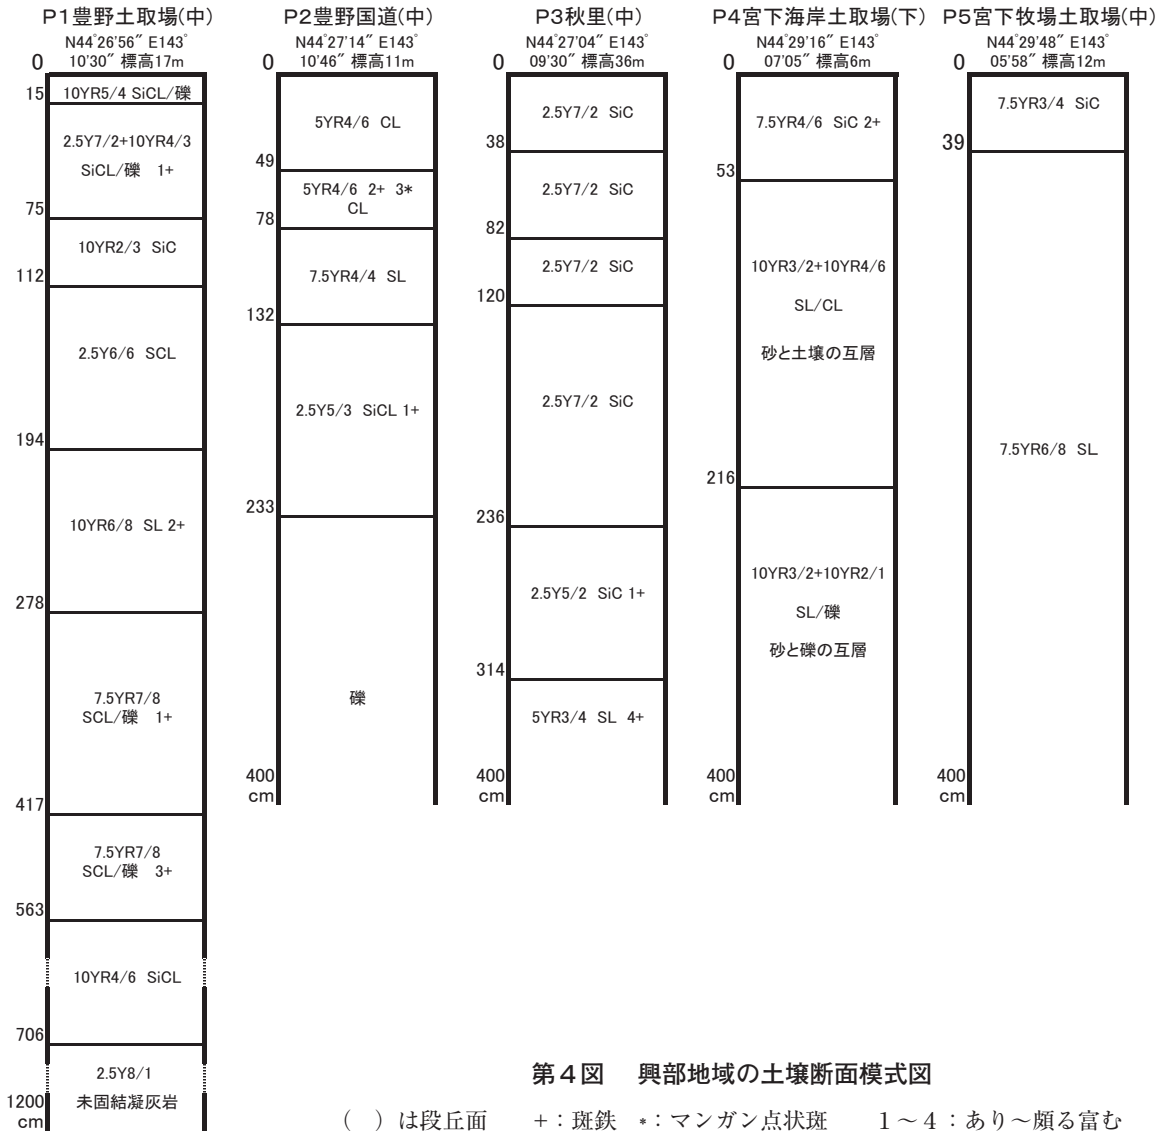 P1豊野土取場(中)
N44°26'56" E143°
10'30" 標高17m
0
15
10YR5/4 SiCL/礫
2.5Y7/2+10YR4/3
SiCL/礫 1+
75
10YR2/3 SiC
112
2.5Y6/6 SCL
194
10YR6/8 SL 2+
278
7.5YR7/8
SCL/礫 1+
417
7.5YR7/8
SCL/礫 3+
563
10YR4/6 SiCL
706
2.5Y8/1
未固結凝灰岩
1200
cm
P2豊野国道(中)
N44°27'14" E143°
10'46" 標高11m
0
5YR4/6 CL
49
5YR4/6 2+ 3*
CL
78
7.5YR4/4 SL
132
2.5Y5/3 SiCL 1+
233
礫
400
cm
P3秋里(中)
N44°27'04" E143°
09'30" 標高36m
0
2.5Y7/2 SiC
38
2.5Y7/2 SiC
82
2.5Y7/2 SiC
120
2.5Y7/2 SiC
236
2.5Y5/2 SiC 1+
314
5YR3/4 SL 4+
400
cm
P4宮下海岸土取場(下)
N44°29'16" E143°
07'05" 標高6m
0
7.5YR4/6 SiC 2+
53
10YR3/2+10YR4/6
SL/CL
砂と土壌の互層
216
10YR3/2+10YR2/1
SL/礫
砂と礫の互層
400
cm
P5宮下牧場土取場(中)
N44°29'48" E143°
05'58" 標高12m
0
7.5YR3/4 SiC
39
7.5YR6/8 SL
400
cm
第4図 興部地域の土壌断面模式図
( )は段丘面 +:斑鉄 *:マンガン点状斑 1~4:あり~頗る富む